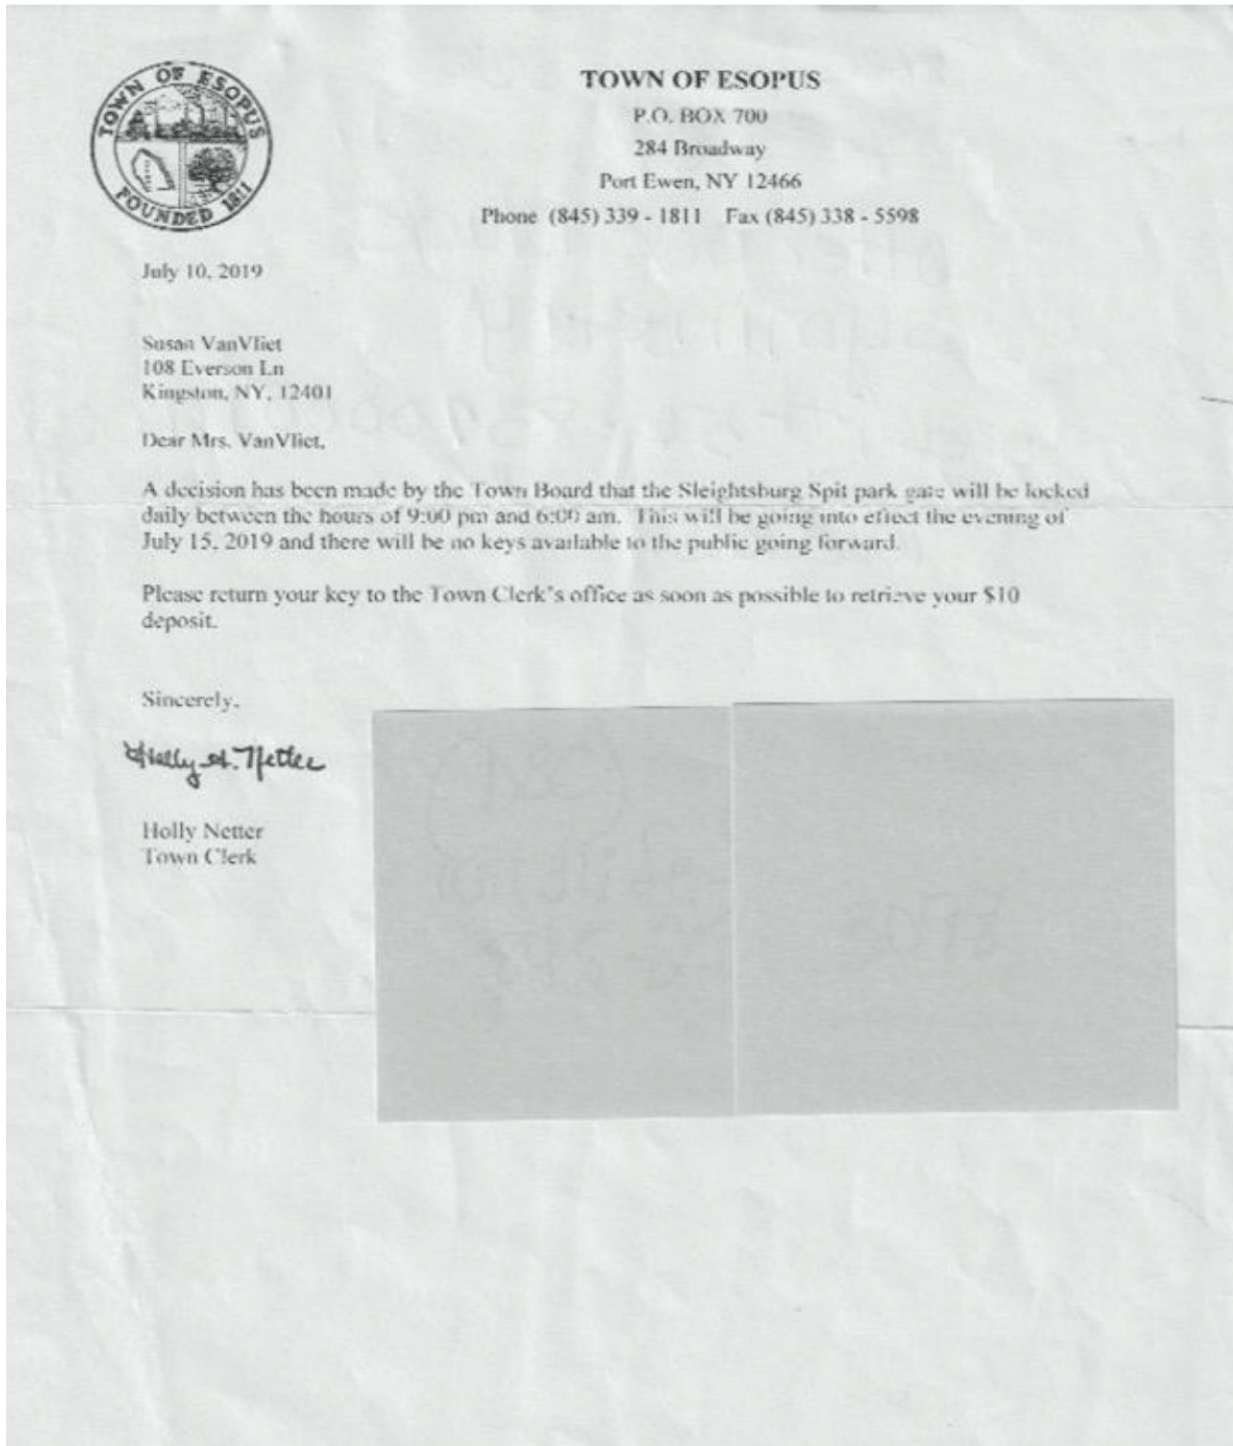 TOWN OF ESOPUS
FOUNDED 1811
TOWN OF ESOPUS
P.O. BOX 700
284 Broadway
Port Ewen, NY 12466
Phone (845) 339 - 1811 Fax (845) 338 - 5598
July 10, 2019
Susan VanVliet
108 Everson Ln
Kingston, NY, 12401
Dear Mrs. VanVliet,
A decision has been made by the Town Board that the Sleightsburg Spit park gate will be locked
daily between the hours of 9:00 pm and 6:00 am. This will be going into effect the evening of
July 15, 2019 and there will be no keys available to the public going forward.
Please return your key to the Town Clerk's office as soon as possible to retrieve your $10
deposit.
Sincerely,
Holly A. Netter
Holly Netter
Town Clerk